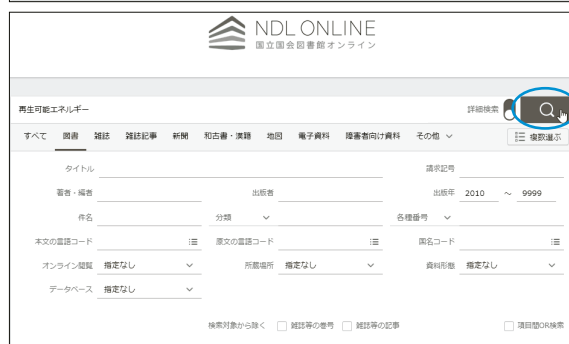 NDL ONLINE
国立国会図書館オンライン
再生可能エネルギー 詳細検索
すべて 図書 雑誌 雑誌記事 新聞 和古書・漢籍 地図 電子資料 障害者向け資料 その他 複数選ぶ
タイトル 請求記号
著者・編者 出版者 出版年 2010 ～ 9999
件名 分類 各種番号
本文の言語コード 原文の言語コード 国名コード
オンライン閲覧 指定なし 所蔵場所 指定なし 資料形態 指定なし
データベース 指定なし
検索対象から除く 雑誌等の巻号 雑誌等の記事 項目間OR検索